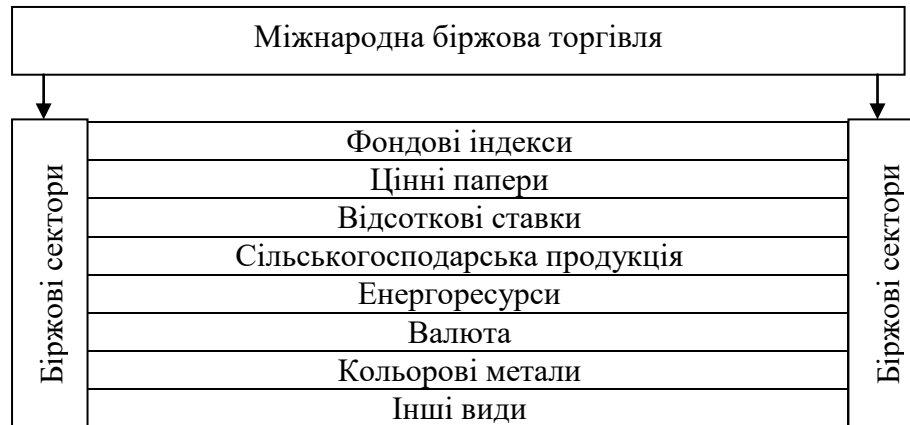 Міжнародна біржова торгівля
Біржові сектори
Фондові індекси
Цінні папери
Відсоткові ставки
Сільськогосподарська продукція
Енергоресурси
Валюта
Кольорові метали
Інші види
Біржові сектори